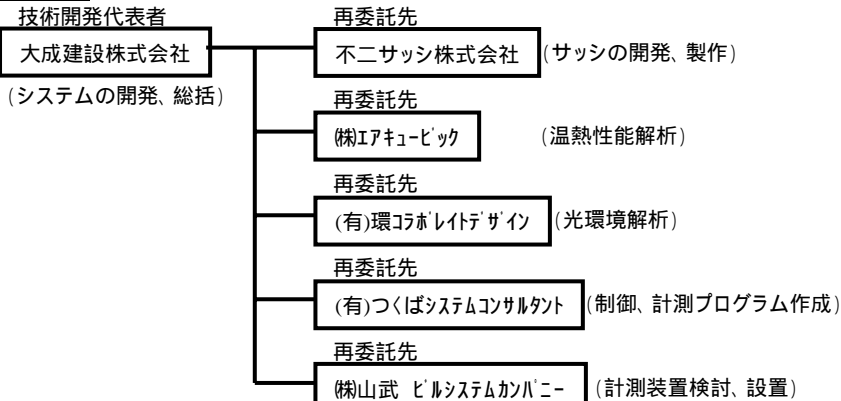 技術開発代表者
大成建設株式会社
(システムの開発、総括)
再委託先
不二サッシ株式会社 (サッシの開発、製作)
再委託先
㈱ｴｱｷｭｰﾋﾞｯｸ (温熱性能解析)
再委託先
(有)環ｺﾗﾎﾞﾚｲﾄﾃﾞｻﾞｲﾝ (光環境解析)
再委託先
(有)つくばｼｽﾃﾑｺﾝｻﾙﾀﾝﾄ (制御、計測プログラム作成)
再委託先
㈱山武 ﾋﾞﾙｼｽﾃﾑｶﾝﾊﾟﾆｰ (計測装置検討、設置)